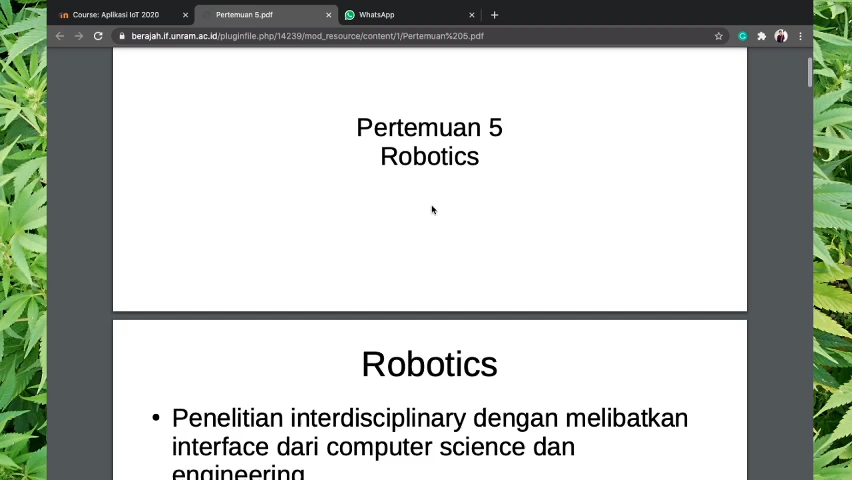 Course: Aplikasi IoT 2020
Pertemuan 5.pdf
WhatsApp
berajah.if.unram.ac.id/pluginfile.php/14239/mod_resource/content/1/Pertemuan%205.pdf
Pertemuan 5
Robotics
Robotics
• Penelitian interdisciplinary dengan melibatkan
interface dari computer science dan
engineering